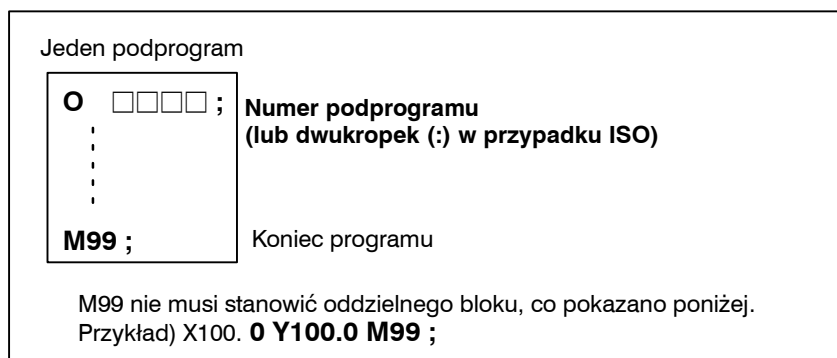 Jeden podprogram
O □□□□ ; Numer podprogramu
(lub dwukropek (:) w przypadku ISO)
M99 ; Koniec programu
M99 nie musi stanowić oddzielnego bloku, co pokazano poniżej.
Przykład) X100. 0 Y100.0 M99 ;